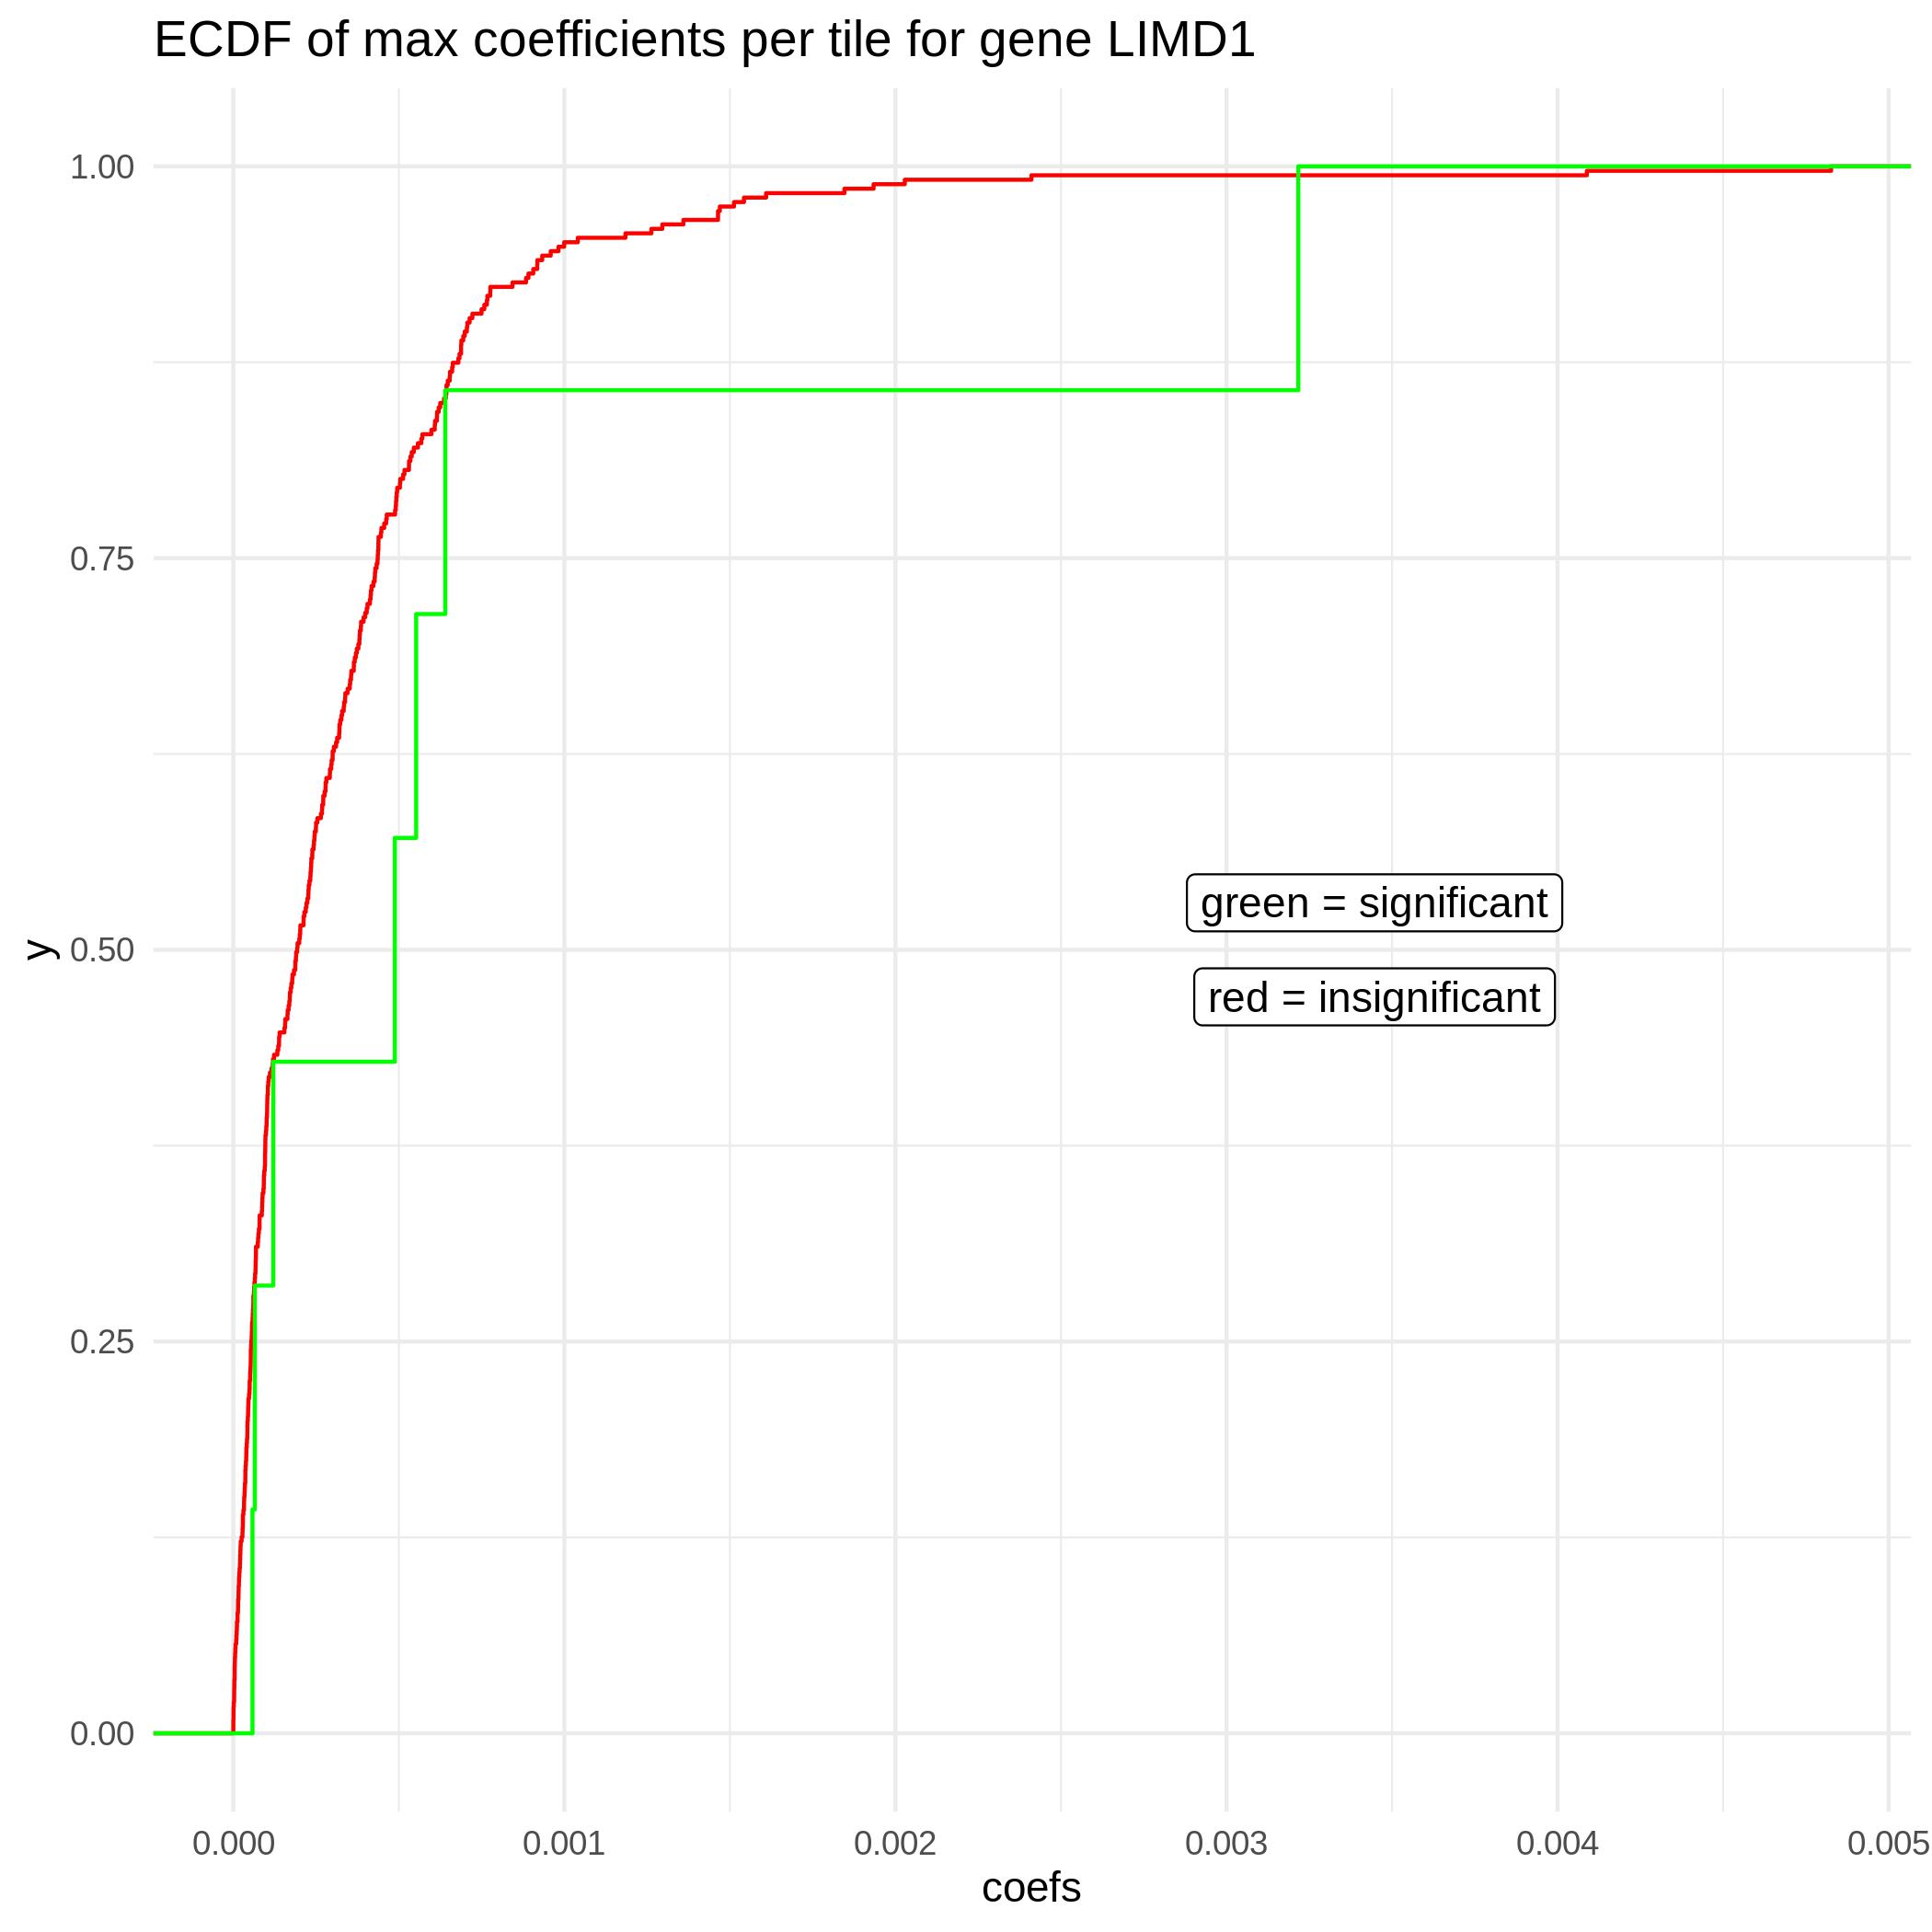 ECDF of max coefficients per tile for gene LIMD1
1.00
0.75
0.50
0.25
0.00
y
green = significant
red = insignificant
0.000
0.001
0.002
0.003
0.004
0.005
coefs